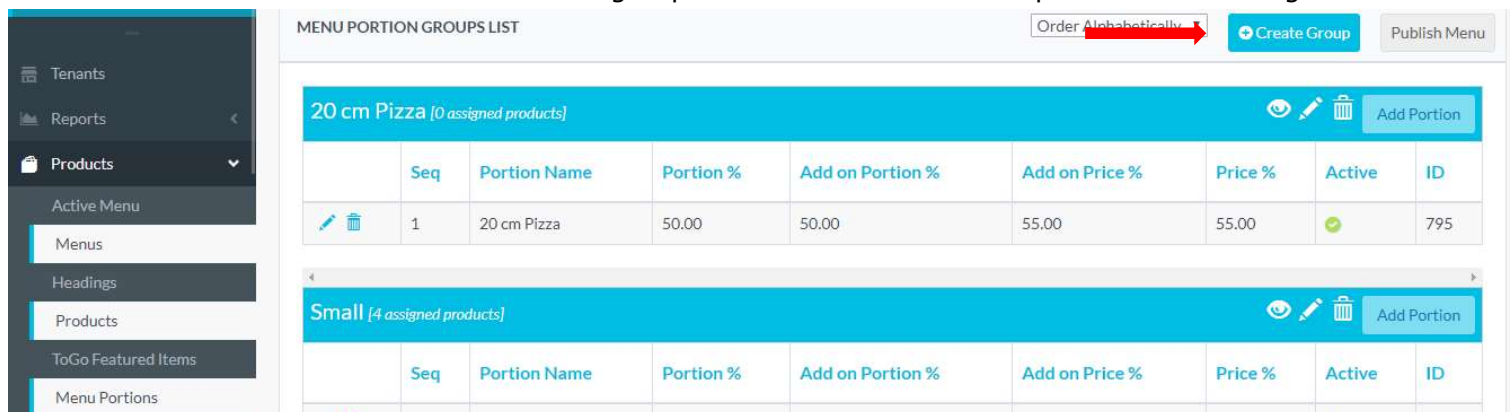 MENU PORTION GROUPS LIST
Order Alphabetically
Create Group
Publish Menu
Tenants
Reports
Products
Active Menu
Menus
Headings
Products
ToGo Featured Items
Menu Portions
20 cm Pizza [0 assigned products]
Add Portion
Seq Portion Name Portion % Add on Portion % Add on Price % Price % Active ID
1 20 cm Pizza 50.00 50.00 55.00 55.00 795
Small [4 assigned products]
Add Portion
Seq Portion Name Portion % Add on Portion % Add on Price % Price % Active ID